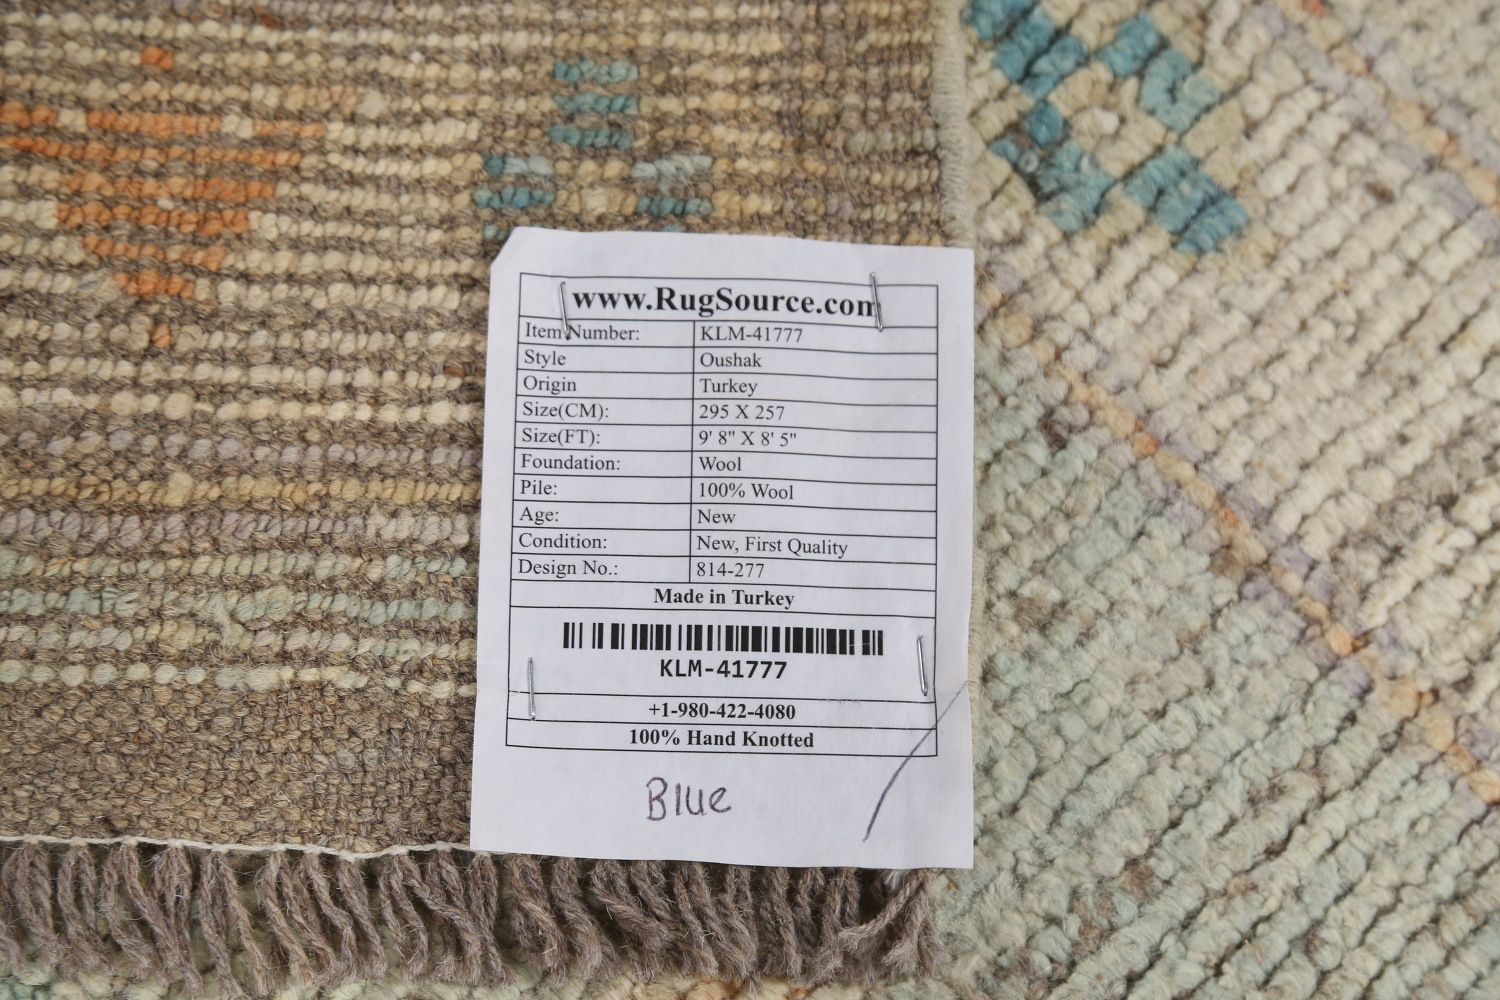 www.RugSource.com
Item Number: KLM-41777
Style Oushak
Origin Turkey
Size(CM): 295 X 257
Size(FT): 9' 8" X 8' 5"
Foundation: Wool
Pile: 100% Wool
Age: New
Condition: New, First Quality
Design No.: 814-277
Made in Turkey
KLM-41777
+1-980-422-4080
100% Hand Knotted
Blue